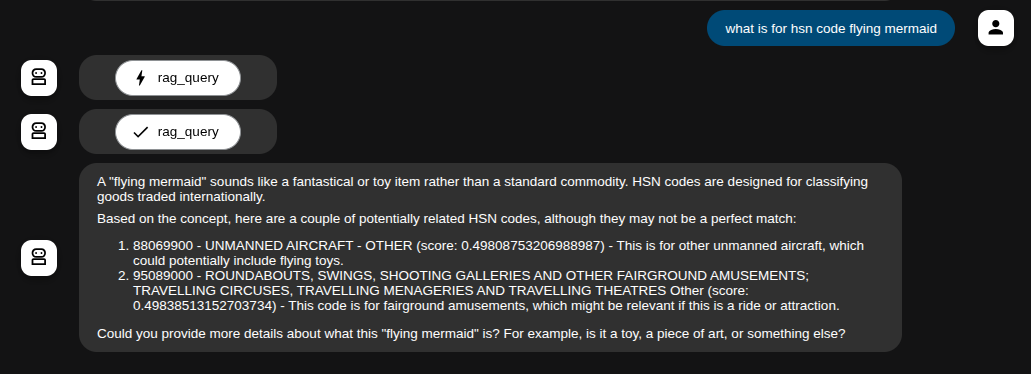 what is for hsn code flying mermaid
rag_query
rag_query
A "flying mermaid" sounds like a fantastical or toy item rather than a standard commodity. HSN codes are designed for classifying
goods traded internationally.
Based on the concept, here are a couple of potentially related HSN codes, although they may not be a perfect match:
1. 88069900 - UNMANNED AIRCRAFT - OTHER (score: 0.49808753206988987) - This is for other unmanned aircraft, which
could potentially include flying toys.
2. 95089000 - ROUNDABOUTS, SWINGS, SHOOTING GALLERIES AND OTHER FAIRGROUND AMUSEMENTS;
TRAVELLING CIRCUSES, TRAVELLING MENAGERIES AND TRAVELLING THEATRES Other (score:
0.49838513152703734) - This code is for fairground amusements, which might be relevant if this is a ride or attraction.
Could you provide more details about what this "flying mermaid" is? For example, is it a toy, a piece of art, or something else?